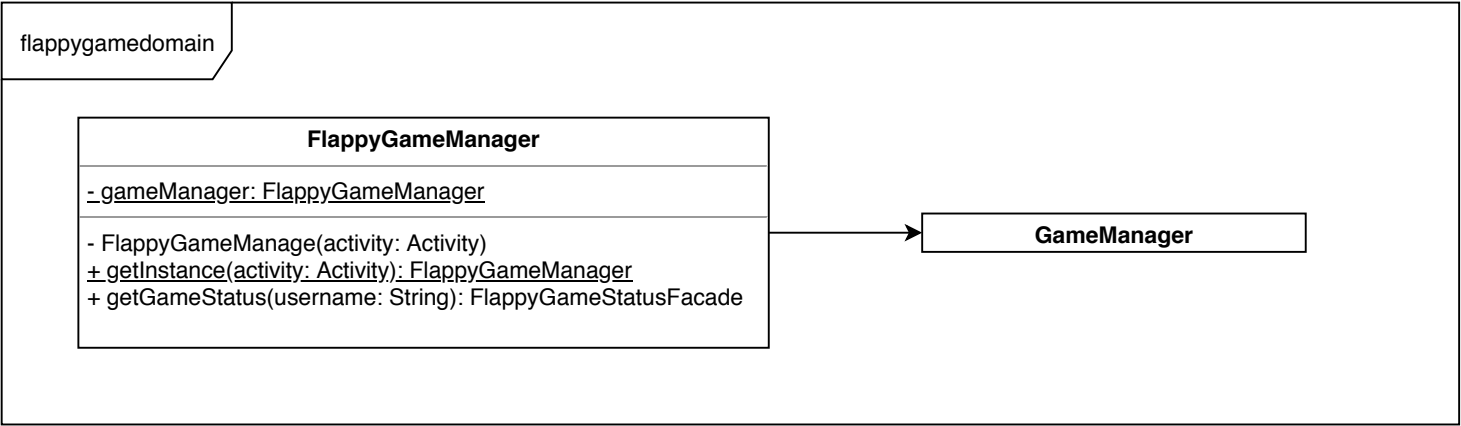 flappygamedomain
FlappyGameManager
- gameManager: FlappyGameManager
- FlappyGameManage(activity: Activity)
+ getInstance(activity: Activity): FlappyGameManager
+ getGameStatus(username: String): FlappyGameStatusFacade
GameManager